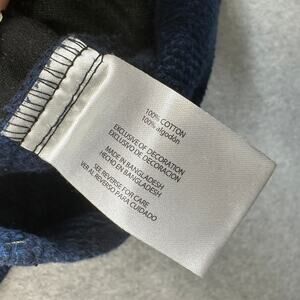 100% COTTON
100% algodón
EXCLUSIVE OF DECORATION
EXCLUSIVO DE DECORACIÓN
MADE IN BANGLADESH
HECHO EN BANGLADESH
SEE REVERSE FOR CARE
VER AL REVERSO PARA CUIDADO